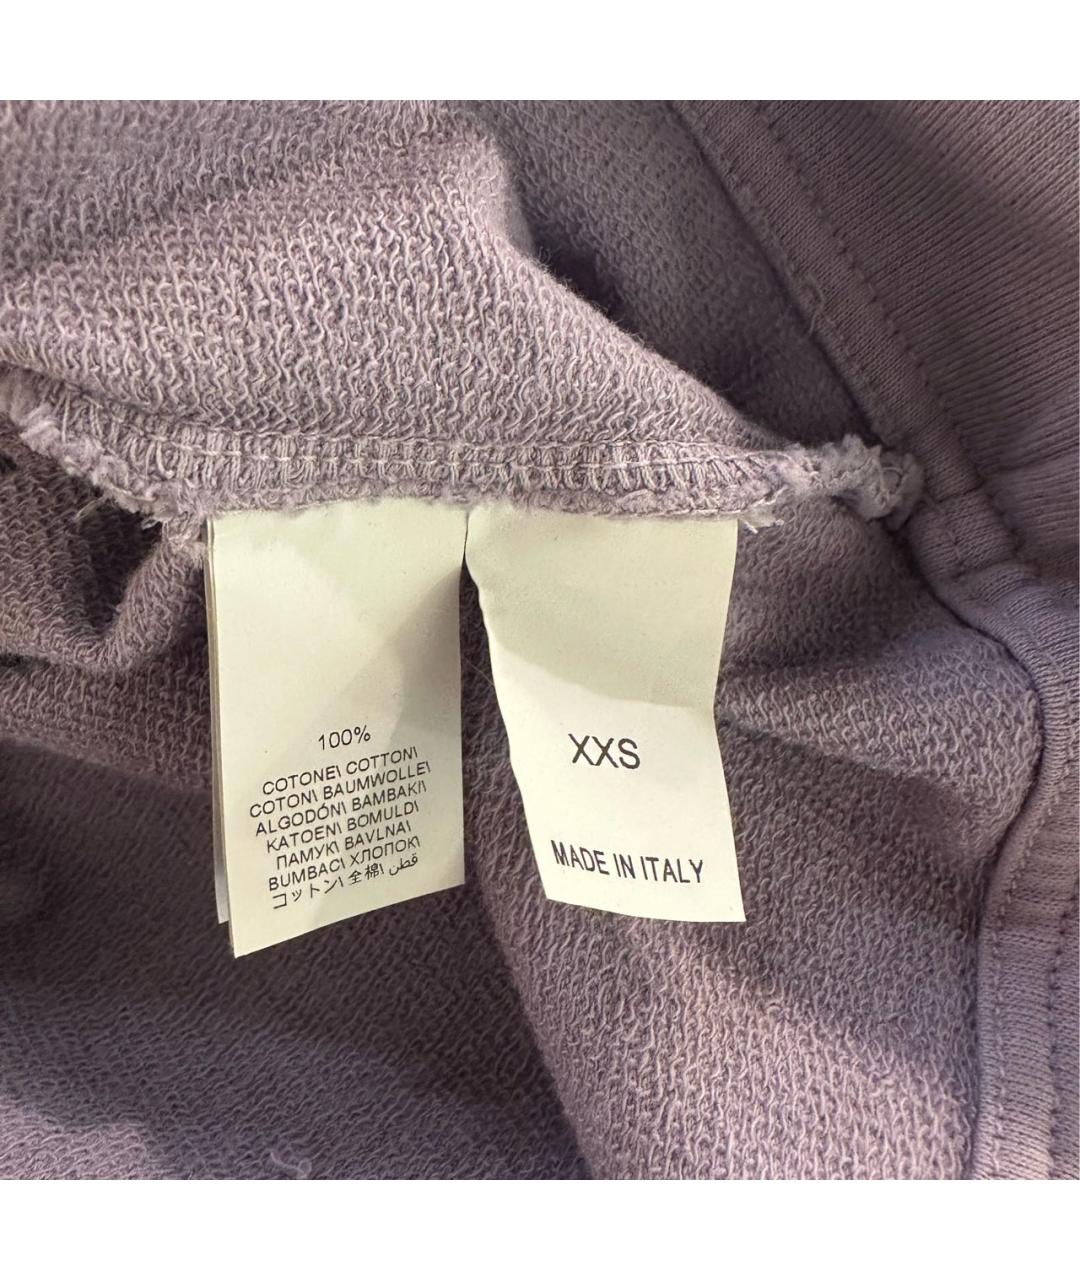 100%
COTONE\ COTTON\
COTON\ BAUMWOLLE\
ALGODÓN\ BAMBAKI\
KATOEN\ BOMULD\
ПАМУК\ BAVLNA\
BUMBAC\ ХЛОПОК\
コットン\ 全棉\ قطن
XXS
MADE IN ITALY